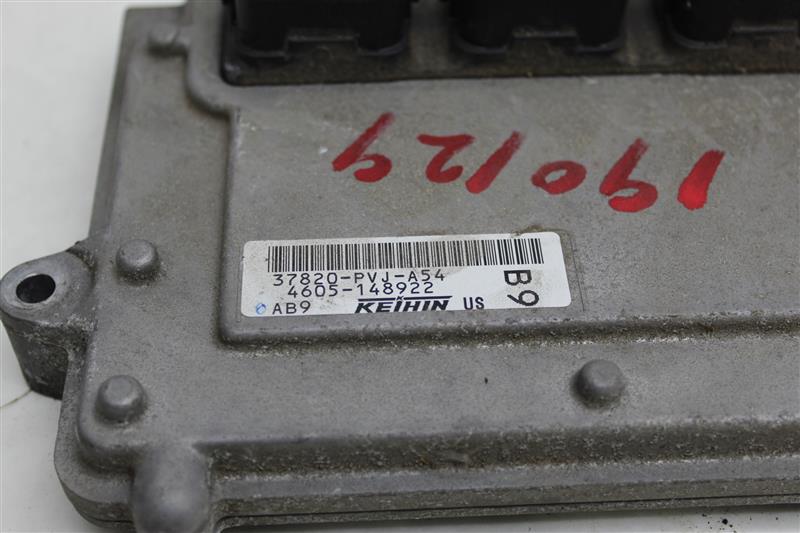 190129
37820-PVJ-A54
4605-148922
AB9 KEIHIN US
B9